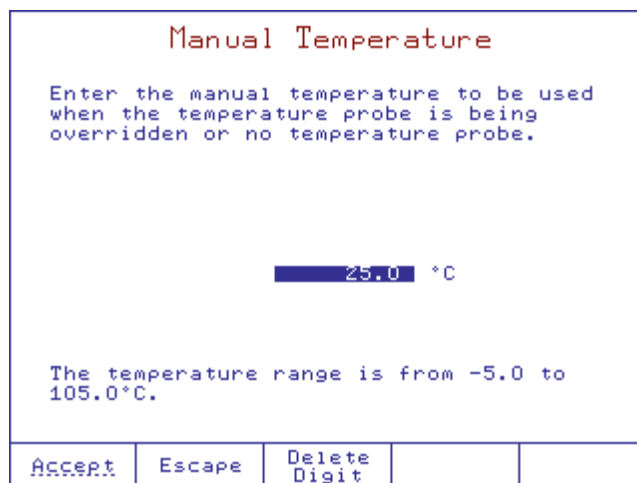 Manual Temperature
Enter the manual temperature to be used
when the temperature probe is being
overridden or no temperature probe.
25.0 °C
The temperature range is from -5.0 to
105.0°C.
Accept Escape Delete Digit